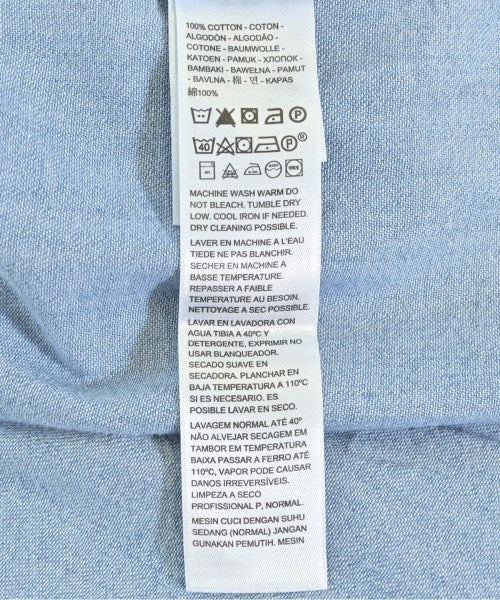 100% COTTON - COTON -
ALGODÓN - ALGODÃO -
COTONE - BAUMWOLLE -
KATOEN - PAMUK - ХЛОПОК -
BAMBAKI - BAWEŁNA - PAMUT
- BAVLNA - 棉 - 면 - KAPAS
綿100%
40 P ®
MACHINE WASH WARM DO
NOT BLEACH. TUMBLE DRY
LOW. COOL IRON IF NEEDED.
DRY CLEANING POSSIBLE.
LAVER EN MACHINE A L'EAU
TIEDE NE PAS BLANCHIR.
SECHER EN MACHINE A
BASSE TEMPERATURE.
REPASSER A FAIBLE
TEMPERATURE AU BESOIN.
NETTOYAGE A SEC POSSIBLE.
LAVAR EN LAVADORA CON
AGUA TIBIA A 40ºC Y
DETERGENTE, EXPRIMIR NO
USAR BLANQUEADOR.
SECADO SUAVE EN
SECADORA. PLANCHAR EN
BAJA TEMPERATURA A 110ºC
SI ES NECESARIO. ES
POSIBLE LAVAR EN SECO.
LAVAGEM NORMAL ATÉ 40º
NÃO ALVEJAR SECAGEM EM
TAMBOR EM TEMPERATURA
BAIXA PASSAR A FERRO ATÉ
110ºC, VAPOR PODE CAUSAR
DANOS IRREVERSÍVEIS.
LIMPEZA A SECO
PROFISSIONAL P, NORMAL.
MESIN CUCI DENGAN SUHU
SEDANG (NORMAL) JANGAN
GUNAKAN PEMUTIH. MESIN